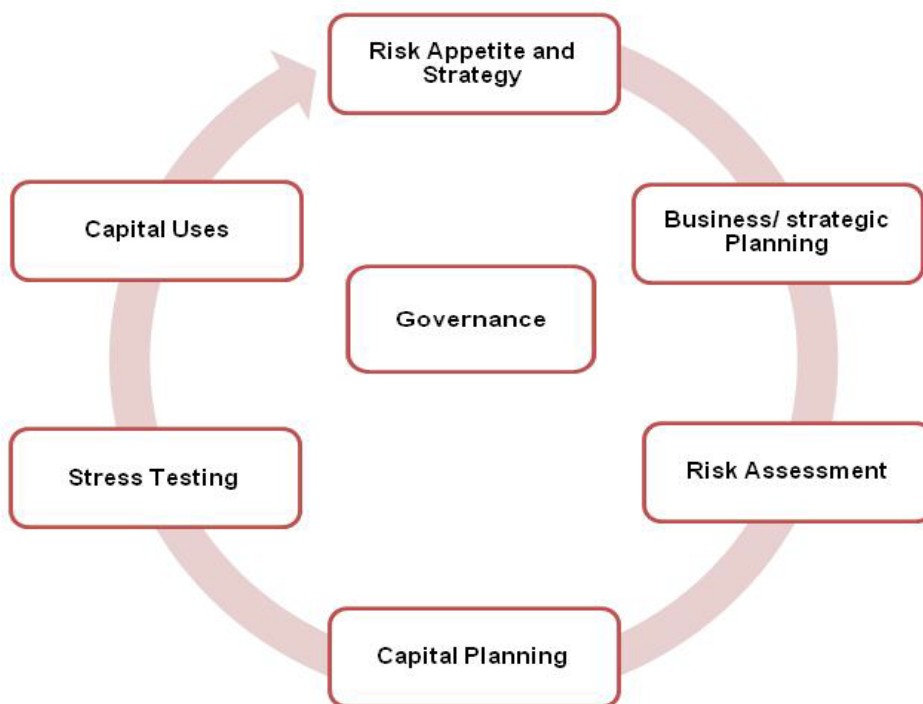 Risk Appetite and
Strategy
Business/ strategic
Planning
Capital Uses
Governance
Risk Assessment
Stress Testing
Capital Planning